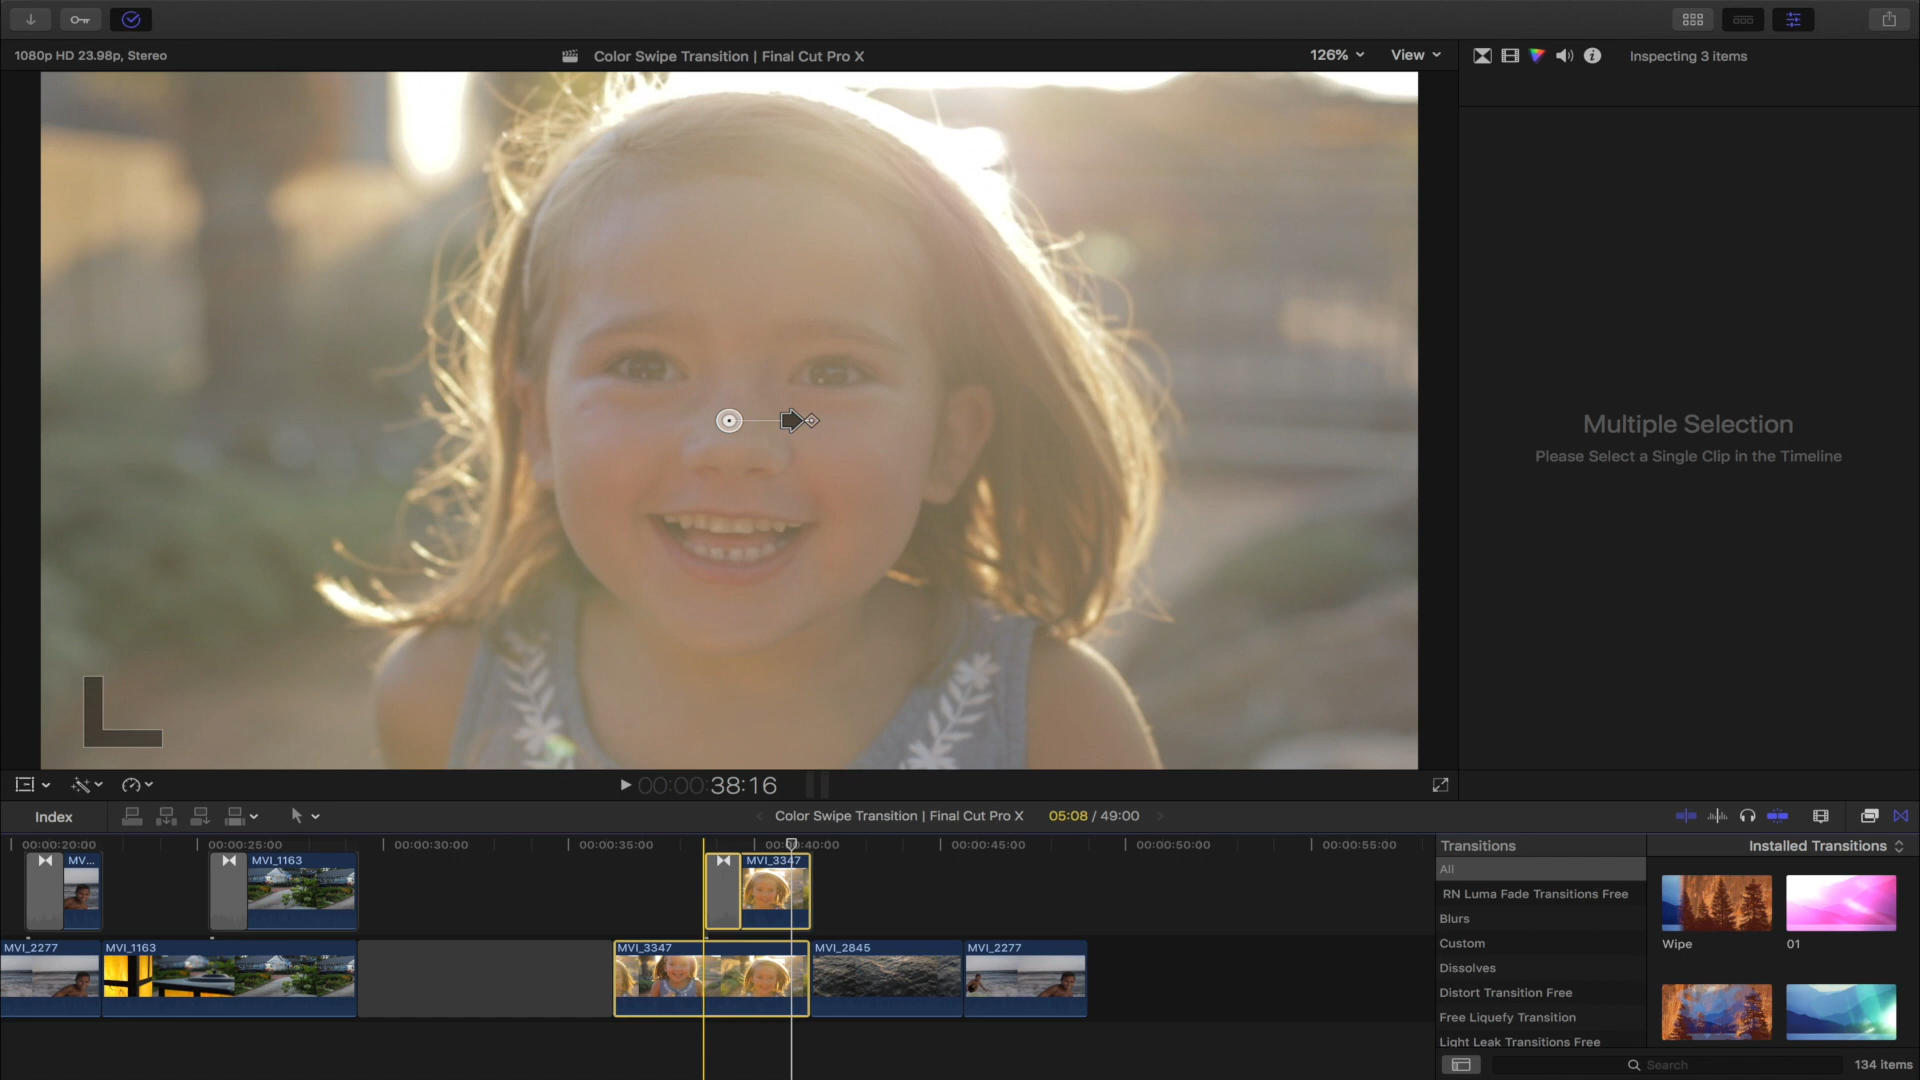 1080p HD 23.98p, Stereo
Color Swipe Transition | Final Cut Pro X
126%
View
Inspecting 3 items
Multiple Selection
Please Select a Single Clip in the Timeline
00:00:38:16
Index
Color Swipe Transition | Final Cut Pro X
05:08 / 49:00
00:00:20:00
00:00:25:00
00:00:30:00
00:00:35:00
00:00:40:00
00:00:45:00
00:00:50:00
00:00:55:00
MV...
MVI_1163
MVI_3347
MVI_2277
MVI_1163
MVI_3347
MVI_2845
MVI_2277
Transitions
Installed Transitions
All
RN Luma Fade Transitions Free
Blurs
Custom
Dissolves
Distort Transition Free
Free Liquefy Transition
Light Leak Transitions Free
Wipe
01
Search
134 items